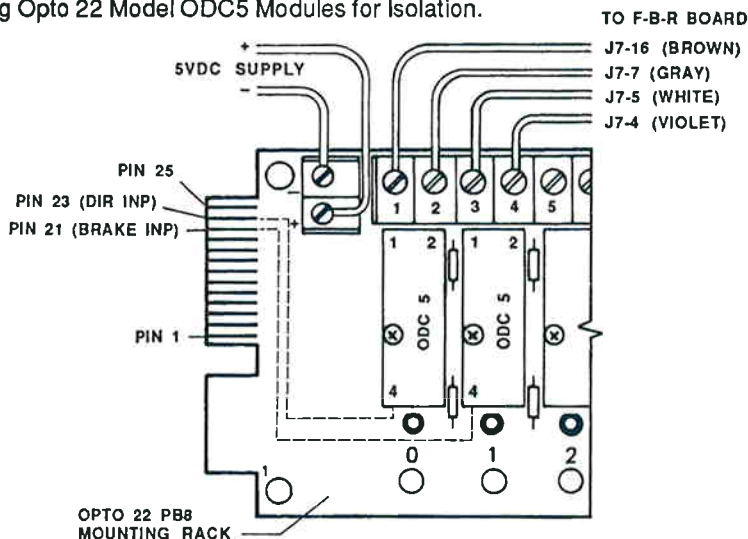 g Opto 22 Model ODC5 Modules for Isolation.
TO F-B-R BOARD
+
5VDC SUPPLY
–
J7-16 (BROWN)
J7-7 (GRAY)
J7-5 (WHITE)
J7-4 (VIOLET)
PIN 25
PIN 23 (DIR INP)
PIN 21 (BRAKE INP)
PIN 1
–
+
1 2 3 4 5
1 2 1 2
ODC 5 ODC 5
4 4
0 1 2
1
OPTO 22 PB8
MOUNTING RACK